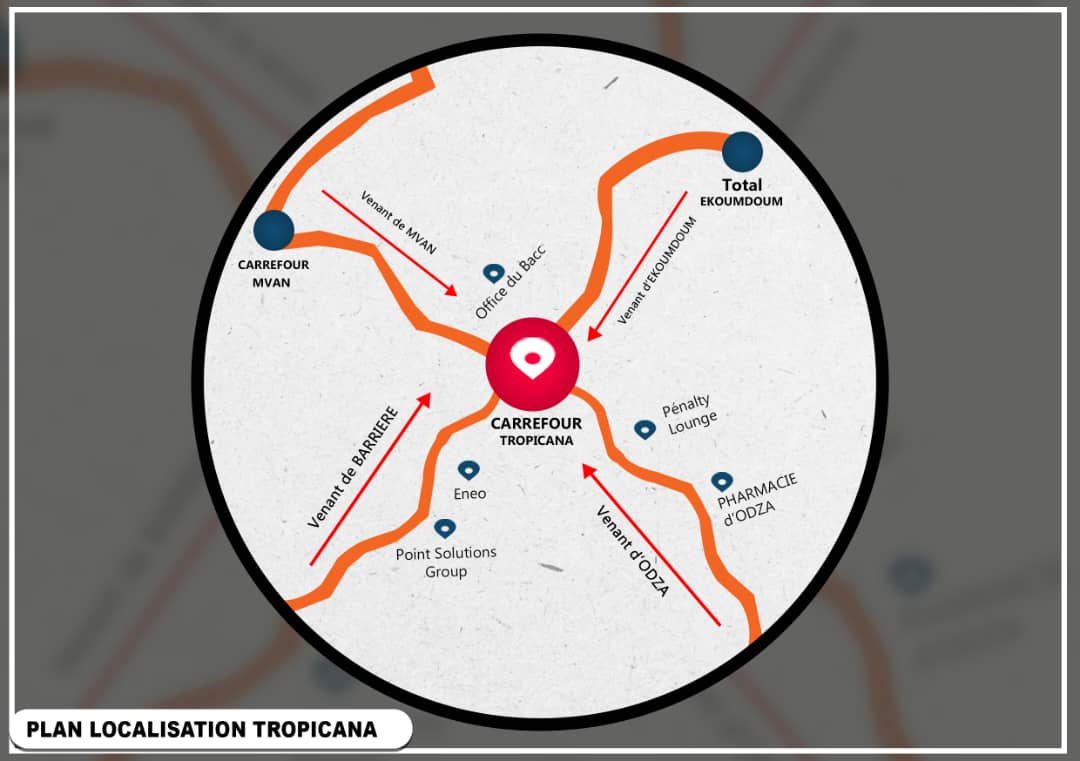 Total
EKOUMDOUM
Venant de MVAN
CARREFOUR
MVAN
Office du Bacc
Venant d'EKOUMDOUM
CARREFOUR
TROPICANA
Pénalty
Lounge
Venant de BARRIERE
Eneo
PHARMACIE
d'ODZA
Venant d'ODZA
Point Solutions
Group
PLAN LOCALISATION TROPICANA